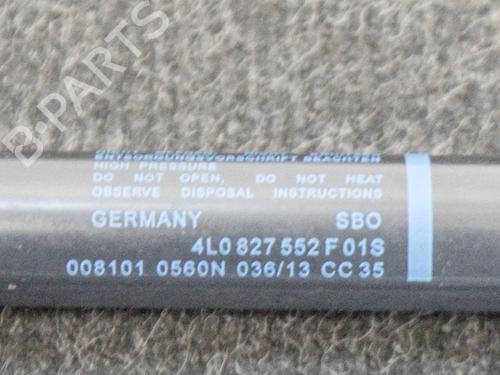 B-PARTS
ENTSORGUNGSVORSCHRIFT BEACHTEN
HIGH PRESSURE
DO NOT OPEN, DO NOT HEAT
OBSERVE DISPOSAL INSTRUCTIONS
GERMANY SBO
4L0 827 552 F 01S
008101 0560N 036/13 CC 35